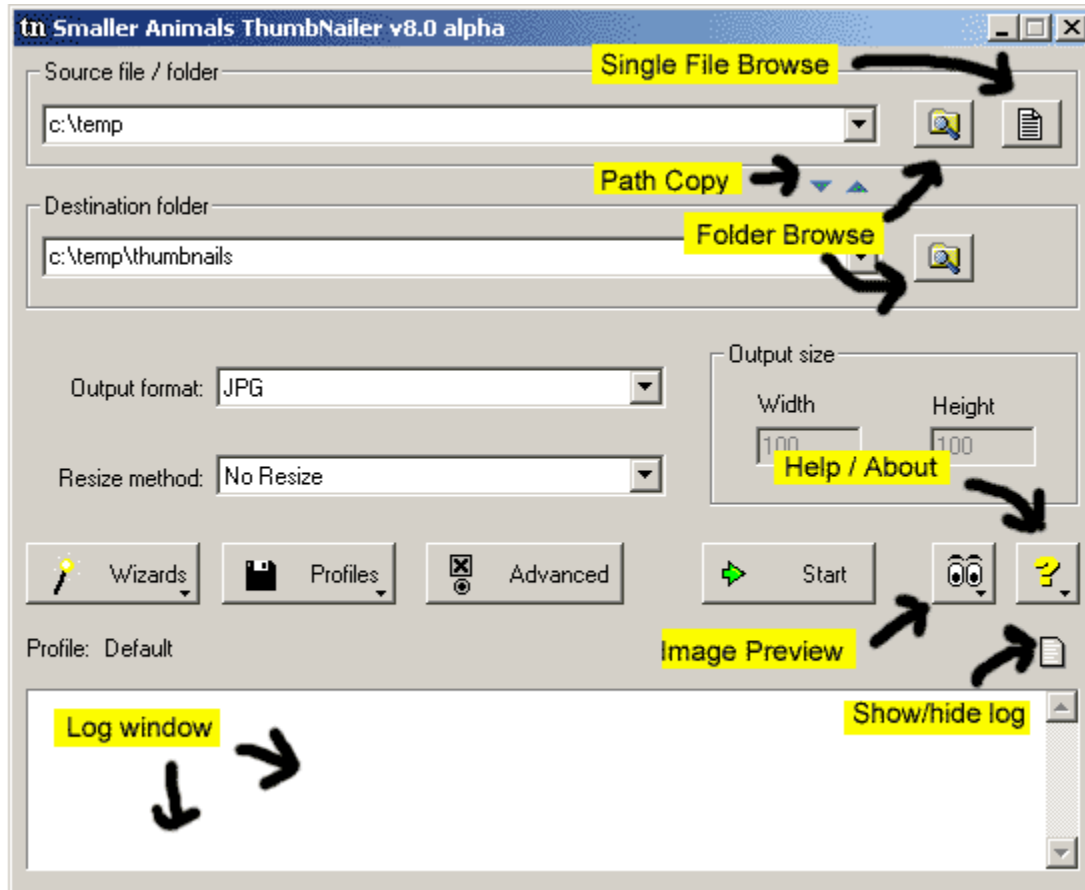 tn Smaller Animals ThumbNailer v8.0 alpha
Source file / folder
Single File Browse
c:\temp
Path Copy
Destination folder
Folder Browse
c:\temp\thumbnails
Output size
Output format: JPG
Width Height
100 100
Help / About
Resize method: No Resize
Wizards Profiles Advanced Start
Profile: Default
Image Preview
Show/hide log
Log window